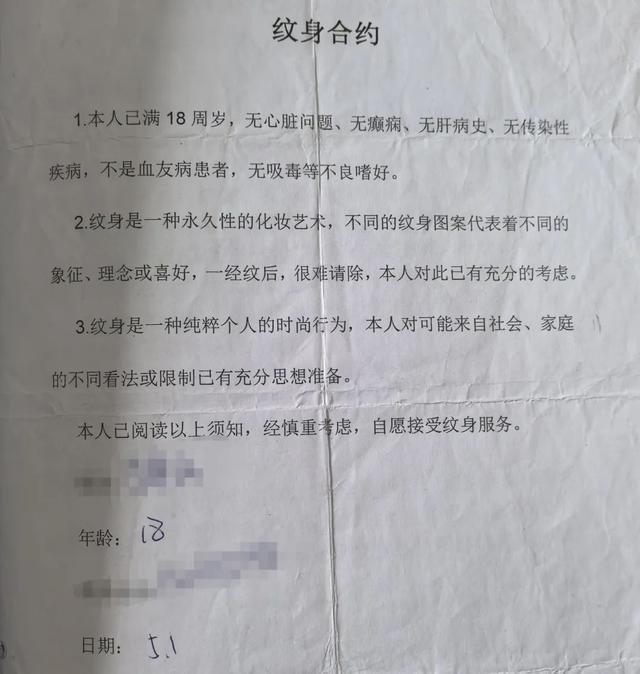 纹身合约
1.本人已满18周岁，无心脏问题、无癫痫、无肝病史、无传染性
疾病，不是血友病患者，无吸毒等不良嗜好。
2.纹身是一种永久性的化妆艺术，不同的纹身图案代表着不同的
象征、理念或喜好，一经纹后，很难请除，本人对此已有充分的考虑。
3.纹身是一种纯粹个人的时尚行为，本人对可能来自社会、家庭
的不同看法或限制已有充分思想准备。
本人已阅读以上须知，经慎重考虑，自愿接受纹身服务。
年龄：18
日期：5.1